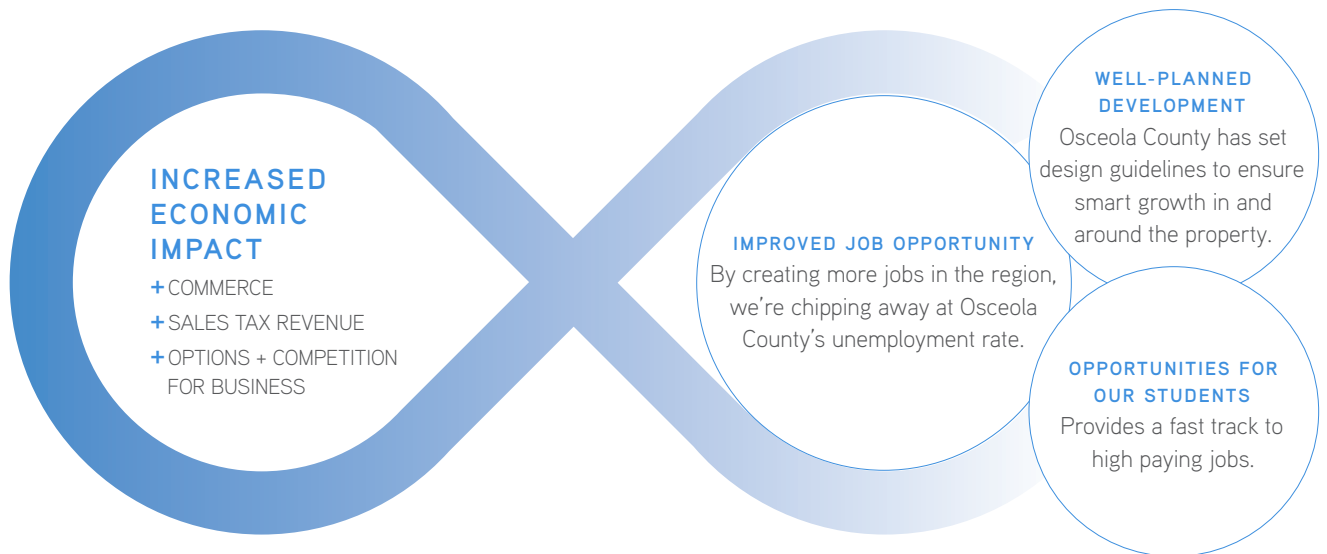 INCREASED
ECONOMIC
IMPACT
+ COMMERCE
+ SALES TAX REVENUE
+ OPTIONS + COMPETITION
FOR BUSINESS
IMPROVED JOB OPPORTUNITY
By creating more jobs in the region,
we're chipping away at Osceola
County's unemployment rate.
WELL-PLANNED
DEVELOPMENT
Osceola County has set
design guidelines to ensure
smart growth in and
around the property.
OPPORTUNITIES FOR
OUR STUDENTS
Provides a fast track to
high paying jobs.